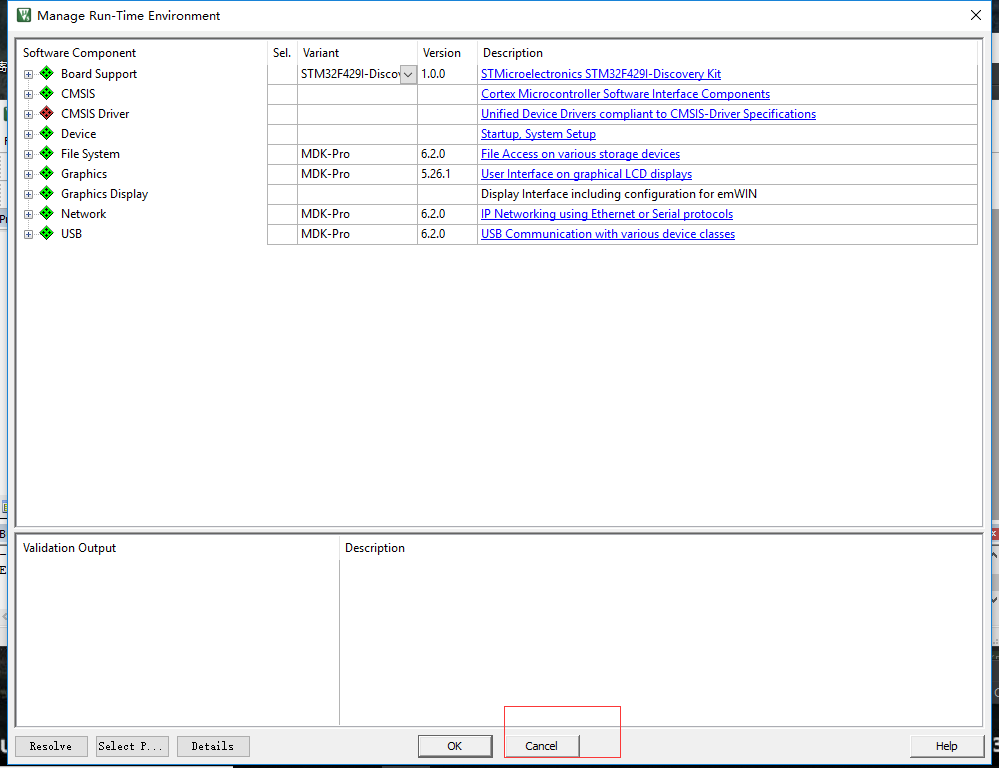 Manage Run-Time Environment
Software Component Sel. Variant Version Description
Board Support STM32F429I-Discov 1.0.0 STMicroelectronics STM32F429I-Discovery Kit
CMSIS Cortex Microcontroller Software Interface Components
CMSIS Driver Unified Device Drivers compliant to CMSIS-Driver Specifications
Device Startup, System Setup
File System MDK-Pro 6.2.0 File Access on various storage devices
Graphics MDK-Pro 5.26.1 User Interface on graphical LCD displays
Graphics Display Display Interface including configuration for emWIN
Network MDK-Pro 6.2.0 IP Networking using Ethernet or Serial protocols
USB MDK-Pro 6.2.0 USB Communication with various device classes
Validation Output Description
Resolve Select P... Details OK Cancel Help